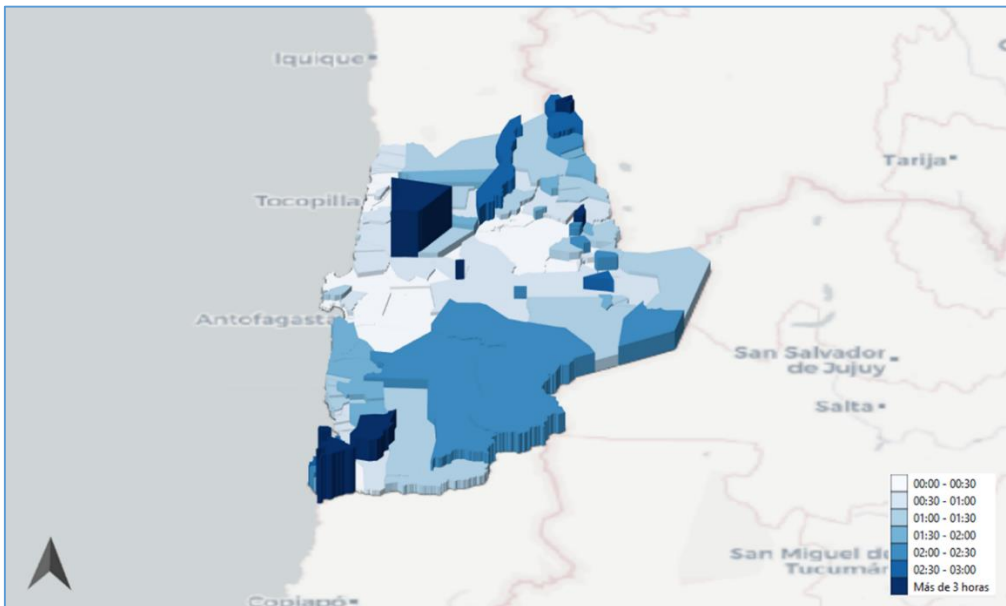 Iquique
Tarija
Tocopilla
Antofagasta
San Salvador
de Jujuy
Salta
San Miguel de
Tucumán
Copiapó
00:00 - 00:30
00:30 - 01:00
01:00 - 01:30
01:30 - 02:00
02:00 - 02:30
02:30 - 03:00
Más de 3 horas